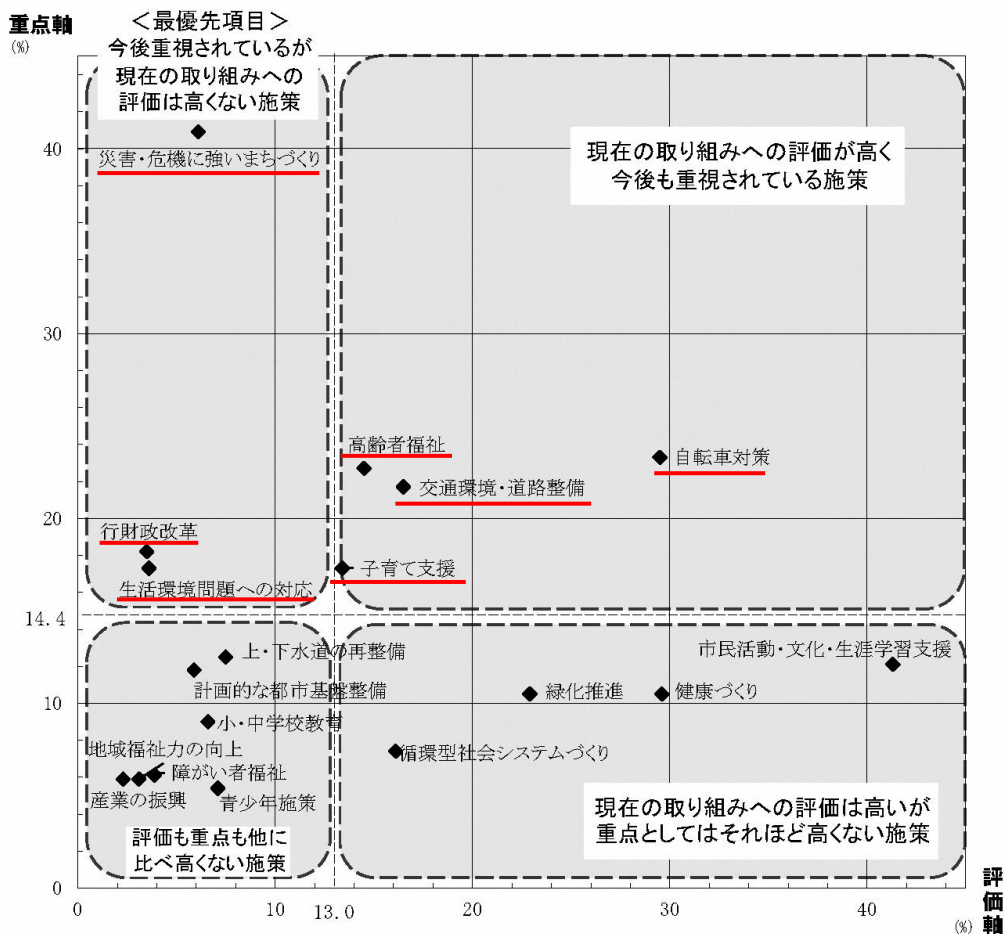 重点軸
(%)
＜最優先項目＞
今後重視されているが
現在の取り組みへの
評価は高くない施策
40
災害・危機に強いまちづくり
現在の取り組みへの評価が高く
今後も重視されている施策
30
高齢者福祉
自転車対策
交通環境・道路整備
20
行財政改革
子育て支援
生活環境問題への対応
14.4
上・下水道の再整備
市民活動・文化・生涯学習支援
計画的な都市基盤整備
緑化推進
健康づくり
10
小・中学校教育
地域福祉力の向上
循環型社会システムづくり
障がい者福祉
産業の振興
青少年施策
現在の取り組みへの評価は高いが
重点としてはそれほど高くない施策
評価も重点も他に
比べ高くない施策
0
0 10 13.0 20 30 40
(%)
評価軸